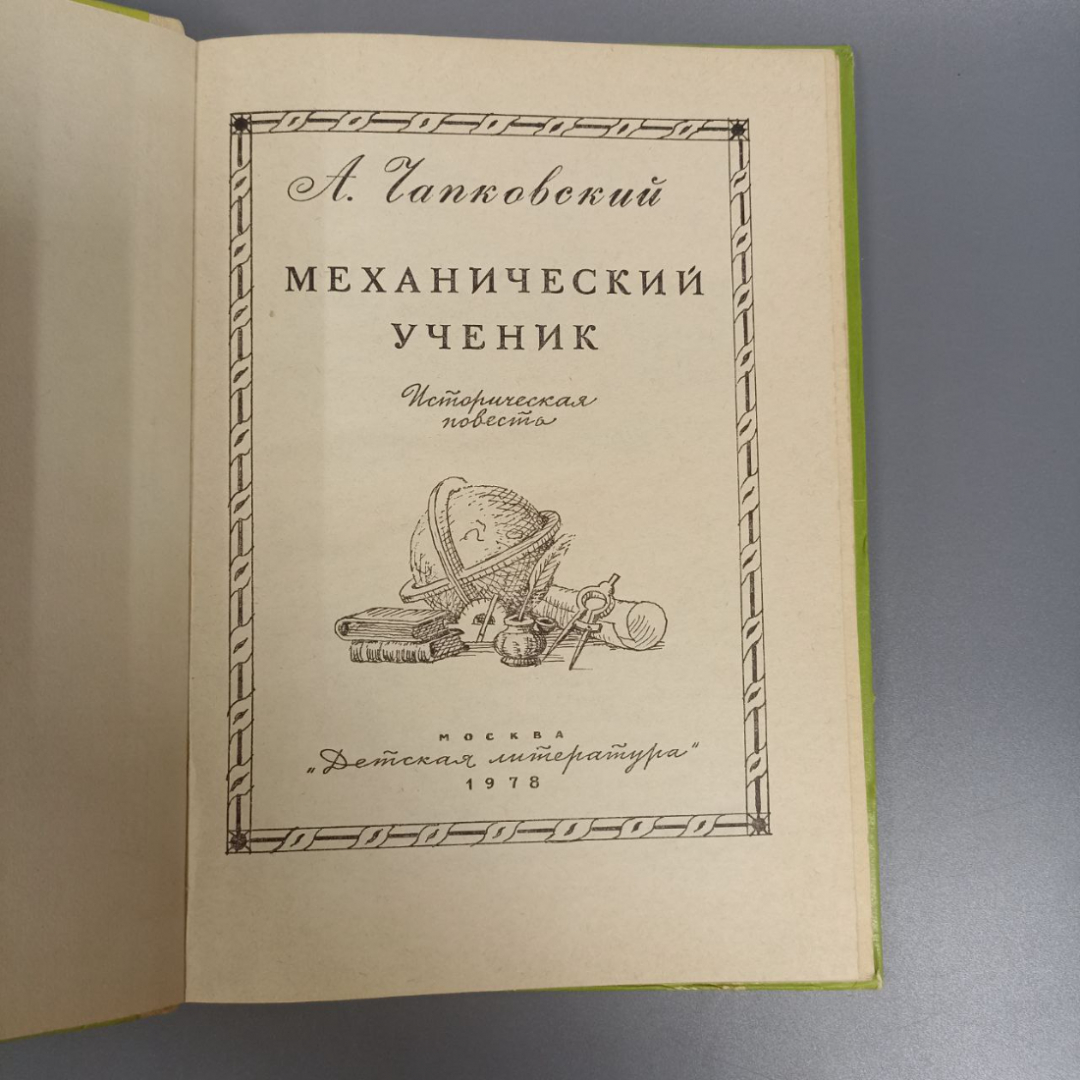 А. Чапковский
МЕХАНИЧЕСКИЙ
УЧЕНИК
Историческая
повесть
МОСКВА
„Детская литература"
1978